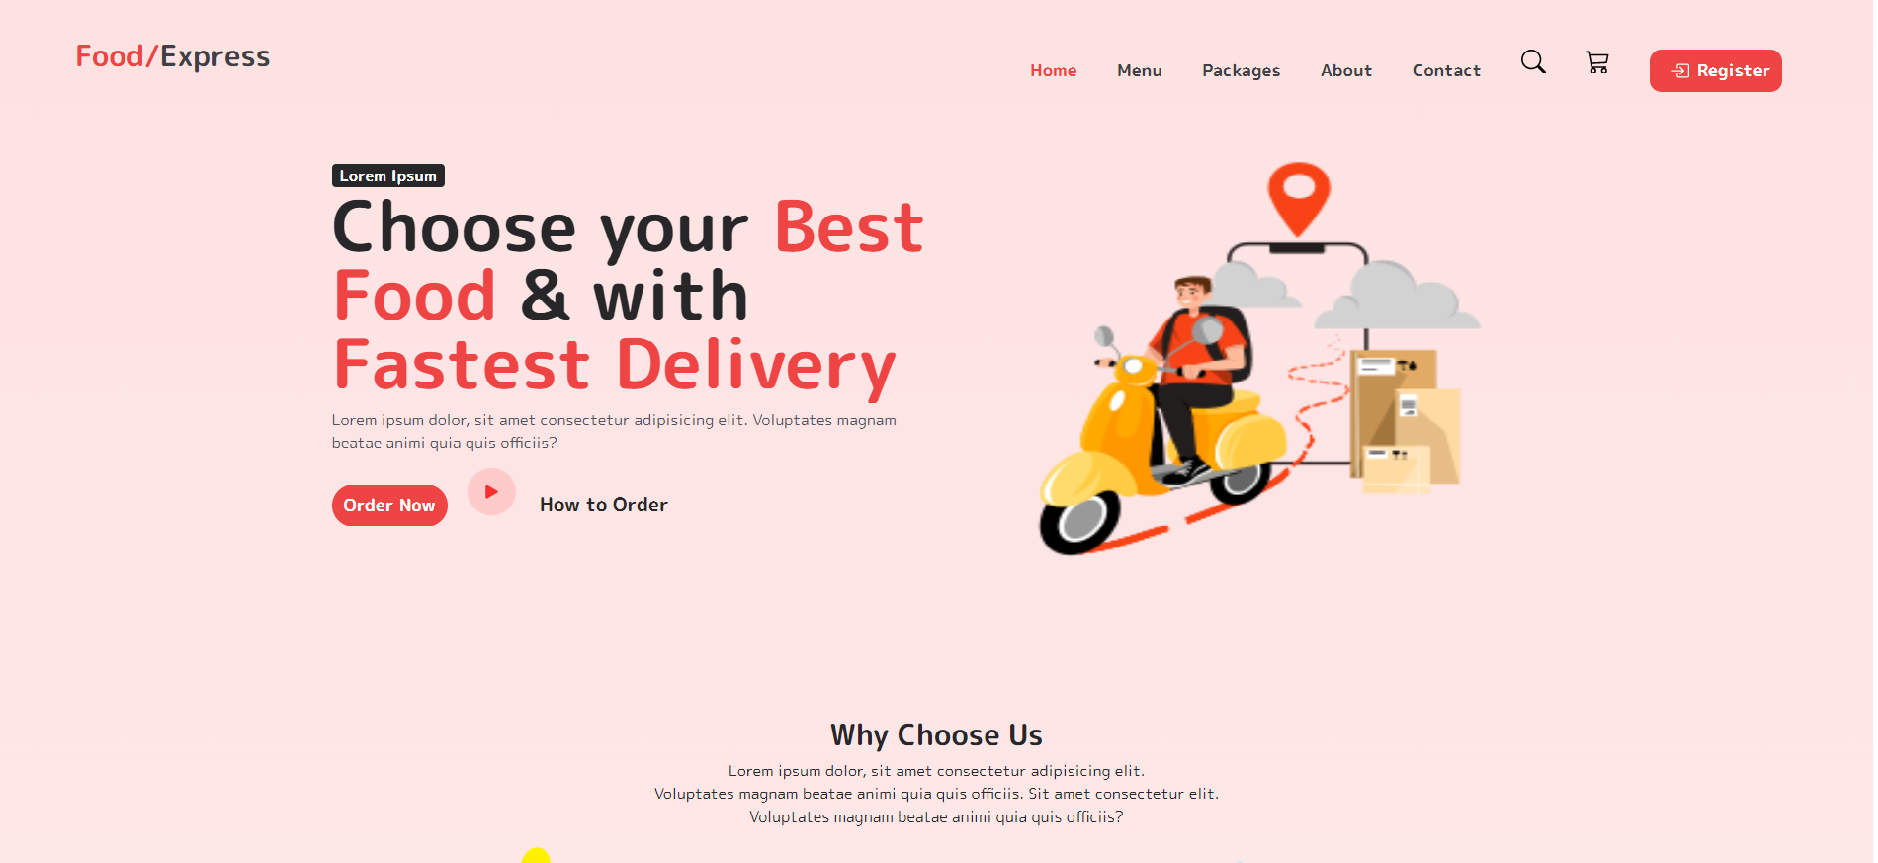 Food/Express
Home Menu Packages About Contact Register
Lorem Ipsum
Choose your Best
Food & with
Fastest Delivery
Lorem ipsum dolor, sit amet consectetur adipisicing elit. Voluptates magnam
beatae animi quia quis officiis?
Order Now How to Order
Why Choose Us
Lorem ipsum dolor, sit amet consectetur adipisicing elit.
Voluptates magnam beatae animi quia quis officiis. Sit amet consectetur elit.
Voluptates magnam beatae animi quia quis officiis?